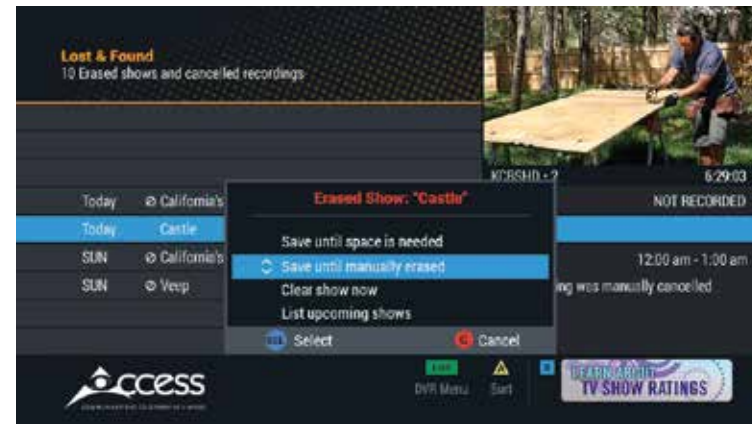 Lost & Found
10 Erased shows and cancelled recordings
KCBSHD - 2 6:29:03
Today California's NOT RECORDED
Today Castle
SUN California's 12:00 am - 1:00 am
SUN Veep ing was manually cancelled
Erased Show: "Castle"
Save until space is needed
Save until manually erased
Clear show now
List upcoming shows
Select C Cancel
access
DVR Menu A Sort B
LEARN ABOUT
TV SHOW RATINGS